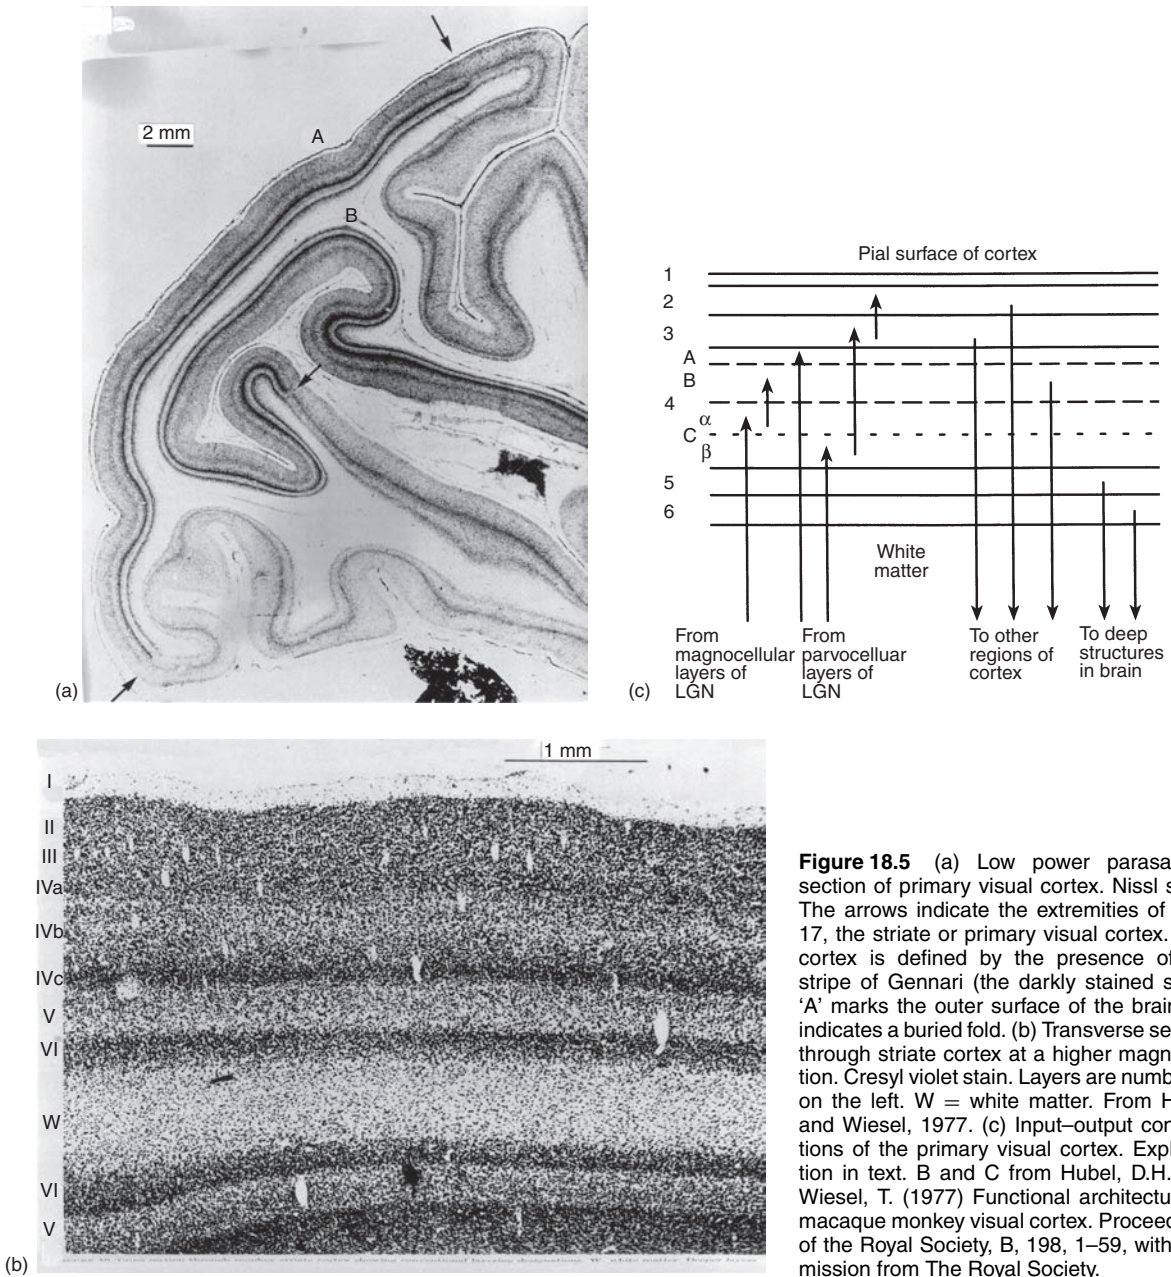 2 mm
A
B
(a)
Pial surface of cortex
1
2
3
A
B
4
α
C
β
5
6
White
matter
From
magnocellular
layers of
LGN
From
parvocelluar
layers of
LGN
To other
regions of
cortex
To deep
structures
in brain
(c)
1 mm
I
II
III
IVa
IVb
IVc
V
VI
W
VI
V
(b)
Figure 18.5 (a) Low power parasa
section of primary visual cortex. Nissl s
The arrows indicate the extremities of
17, the striate or primary visual cortex.
cortex is defined by the presence of
stripe of Gennari (the darkly stained s
‘A’ marks the outer surface of the brain
indicates a buried fold. (b) Transverse se
through striate cortex at a higher magn
tion. Cresyl violet stain. Layers are numb
on the left. W = white matter. From H
and Wiesel, 1977. (c) Input–output con
tions of the primary visual cortex. Expl
tion in text. B and C from Hubel, D.H.
Wiesel, T. (1977) Functional architectu
macaque monkey visual cortex. Proceed
of the Royal Society, B, 198, 1–59, with
mission from The Royal Society.